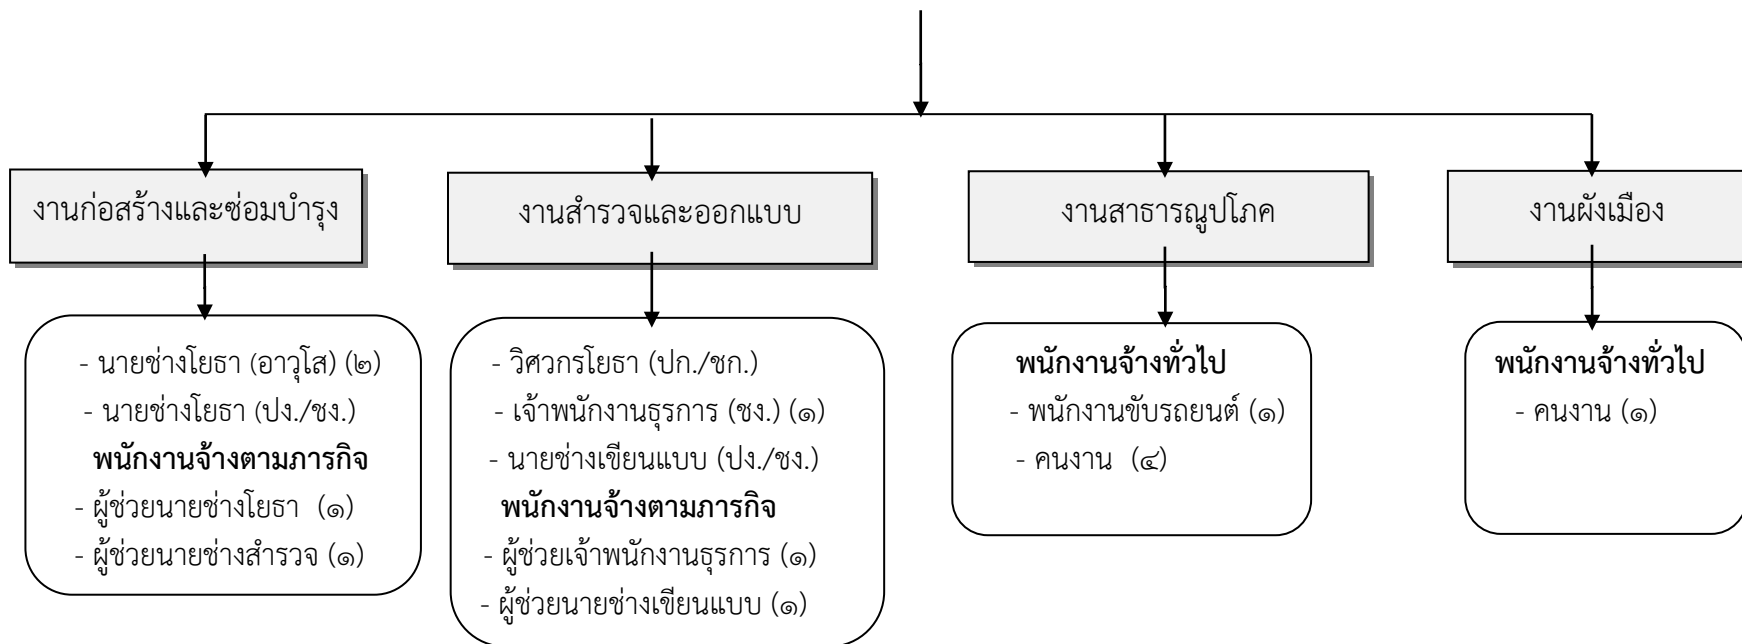 งานก่อสร้างและซ่อมบำรุง
- นายช่างโยธา (อาวุโส) (๒)
- นายช่างโยธา (ปง./ชง.)
พนักงานจ้างตามภารกิจ
- ผู้ช่วยนายช่างโยธา (๑)
- ผู้ช่วยนายช่างสำรวจ (๑)
งานสำรวจและออกแบบ
- วิศวกรโยธา (ปก./ชก.)
- เจ้าพนักงานธุรการ (ชง.) (๑)
- นายช่างเขียนแบบ (ปง./ชง.)
พนักงานจ้างตามภารกิจ
- ผู้ช่วยเจ้าพนักงานธุรการ (๑)
- ผู้ช่วยนายช่างเขียนแบบ (๑)
งานสาธารณูปโภค
พนักงานจ้างทั่วไป
- พนักงานขับรถยนต์ (๑)
- คนงาน (๔)
งานผังเมือง
พนักงานจ้างทั่วไป
- คนงาน (๑)